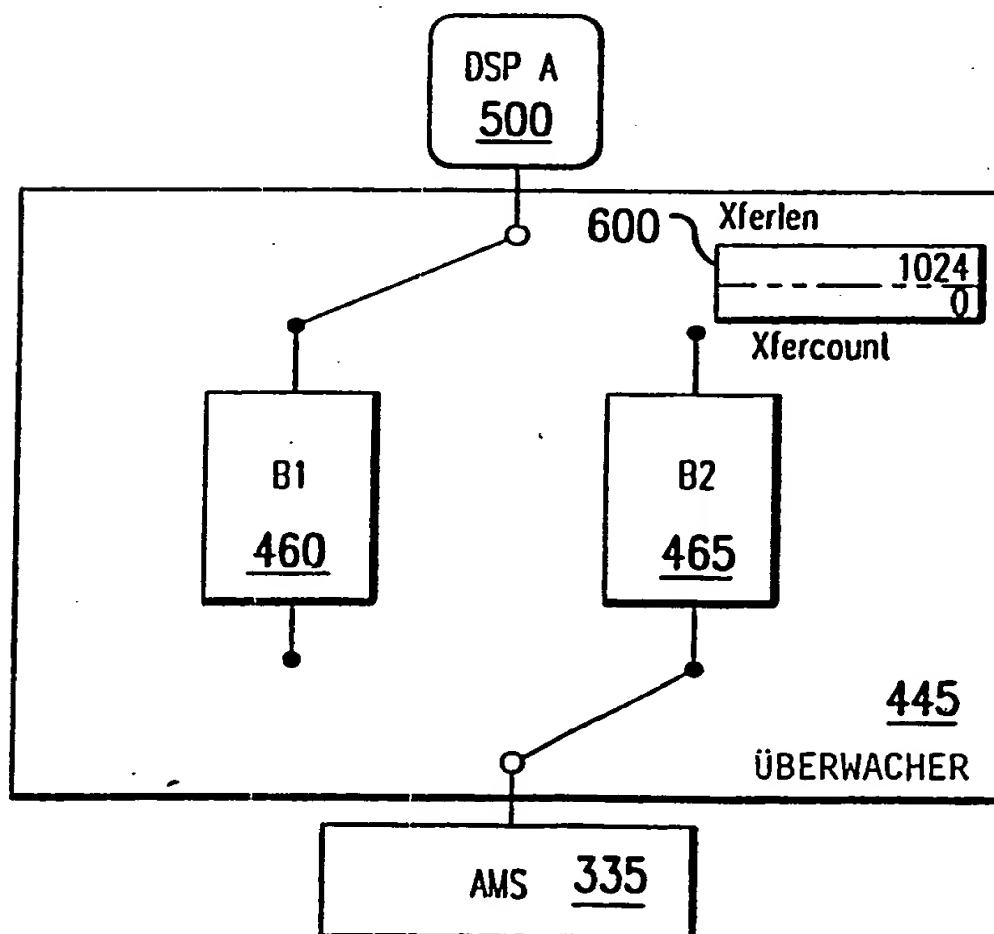 DSP A
500
600
Xferlen
1024
0
Xfercount
B1
460
B2
465
445
ÜBERWACHER
AMS 335